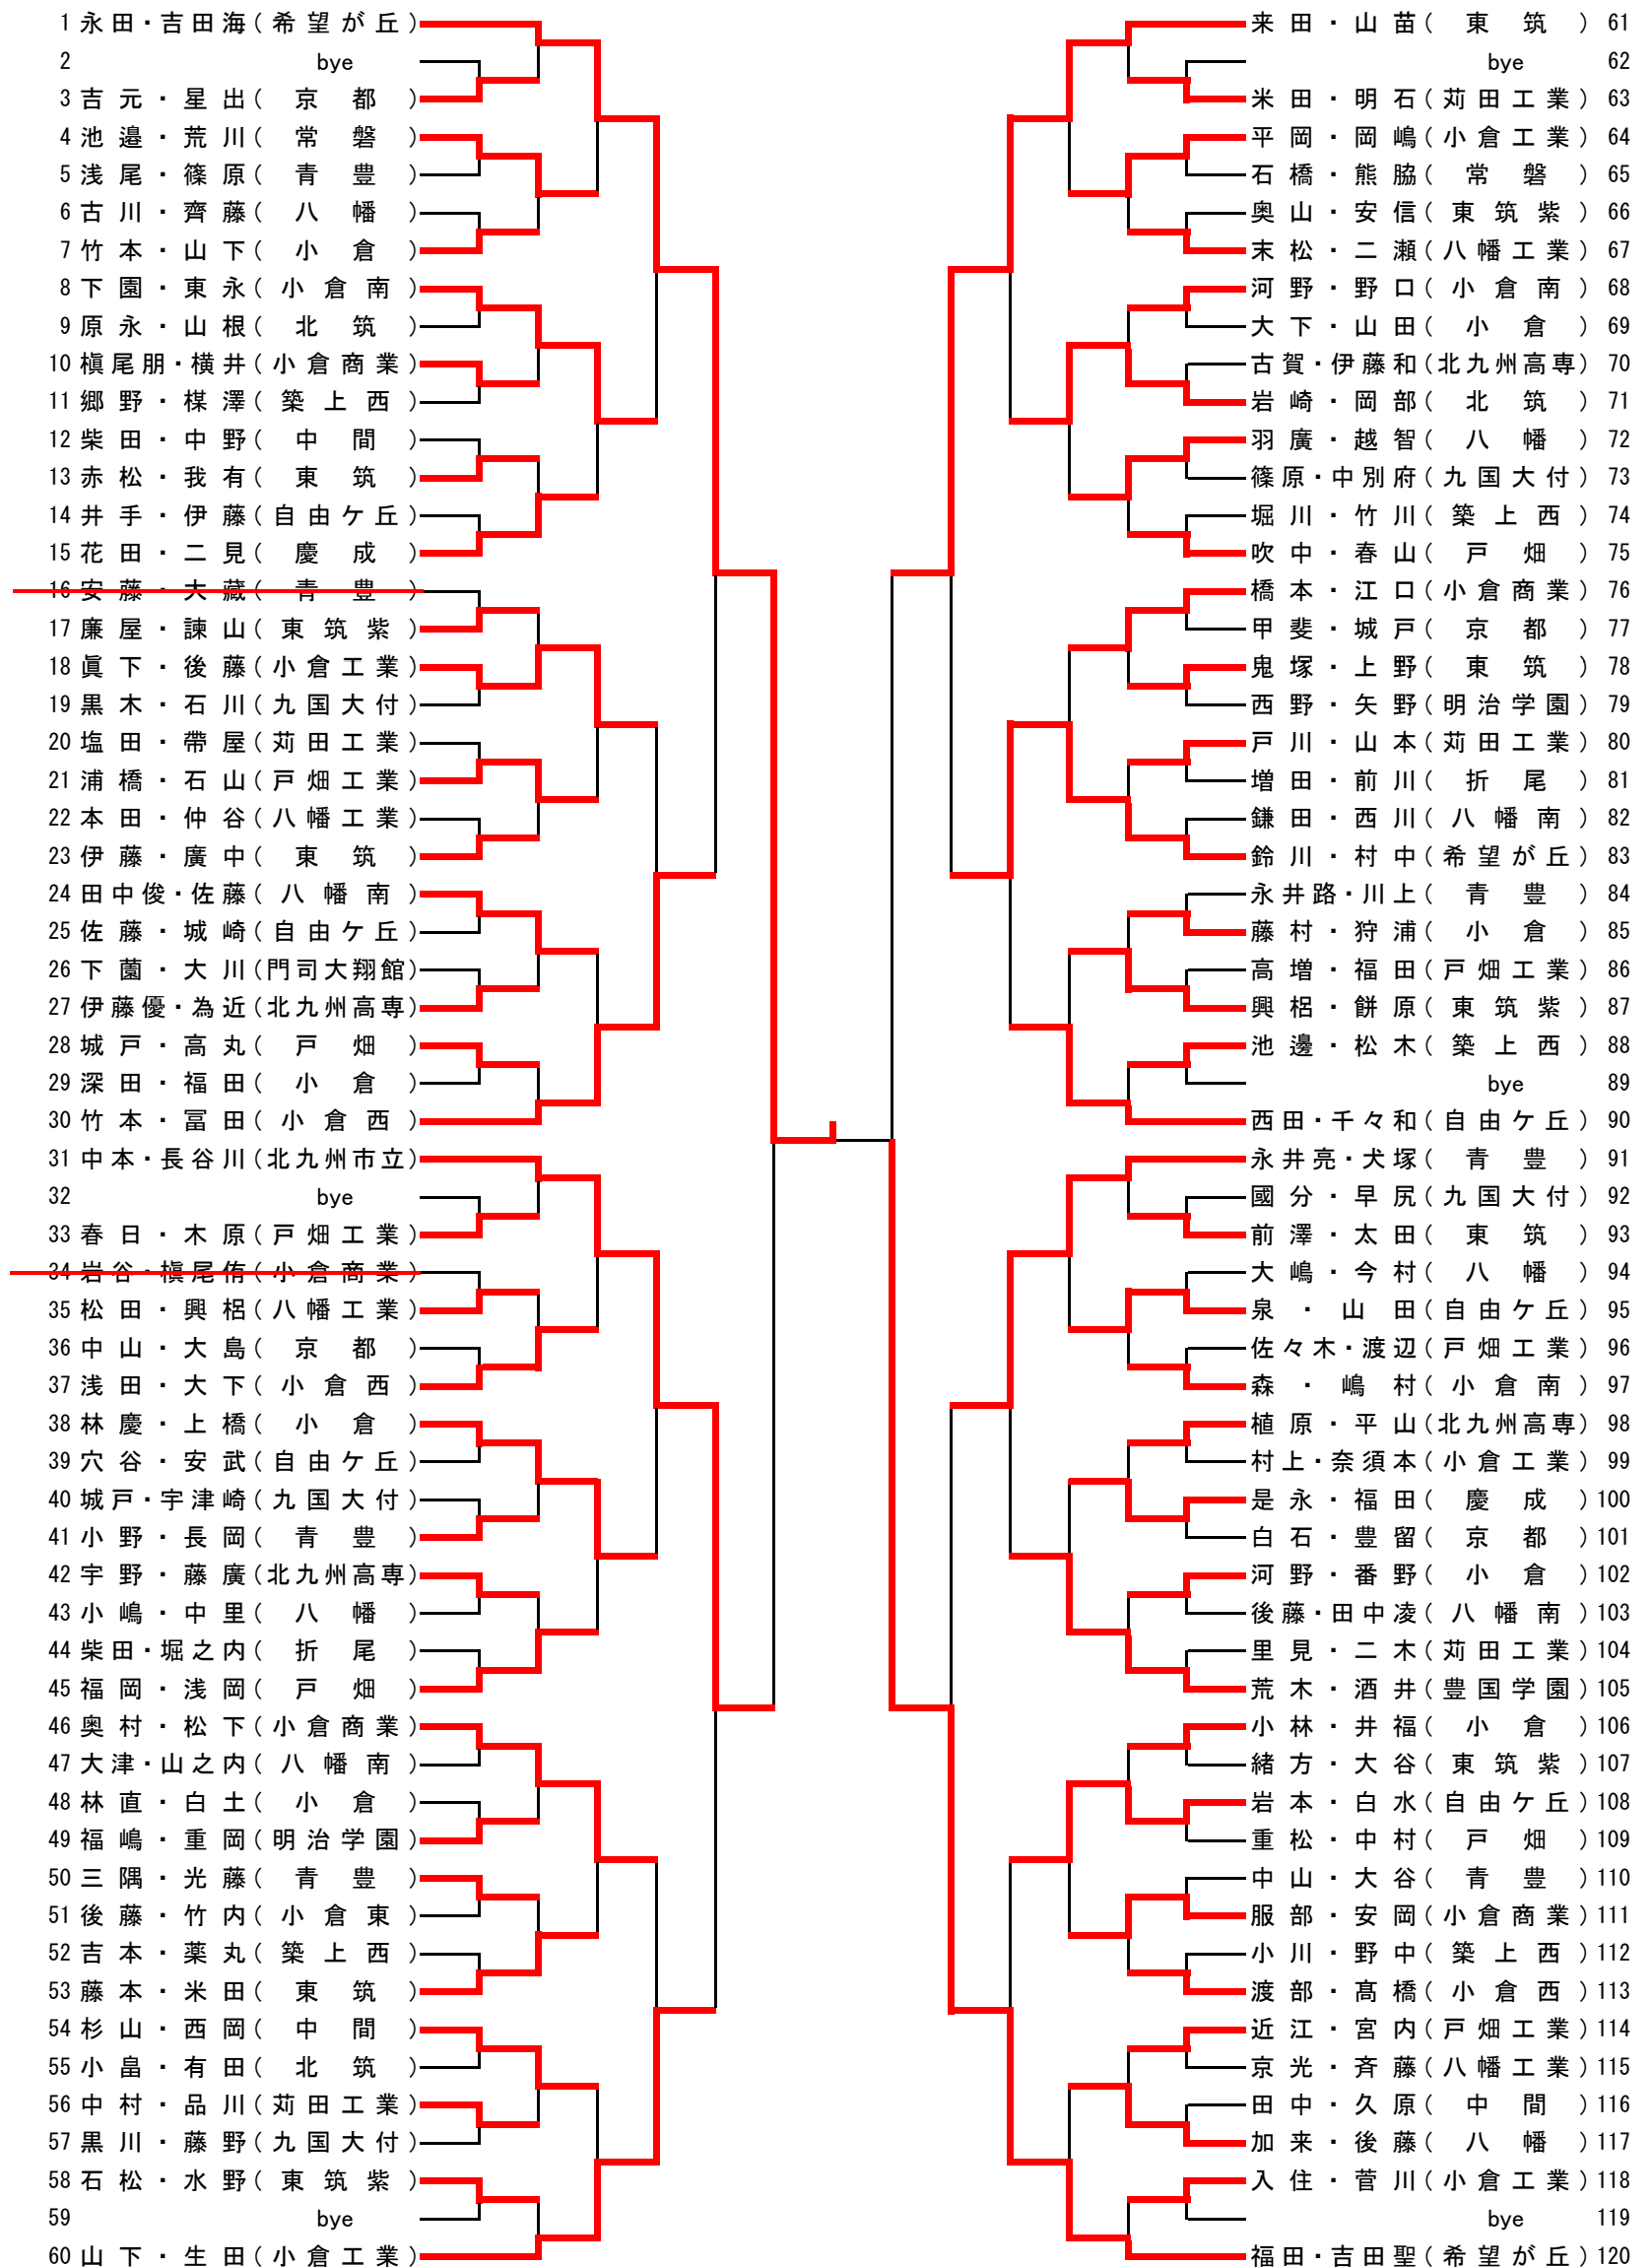 1 永田・吉田海(希望が丘)
2 bye
3 吉元・星出(京都)
4 池邉・荒川(常磐)
5 浅尾・篠原(青豊)
6 古川・齊藤(八幡)
7 竹本・山下(小倉)
8 下園・東永(小倉南)
9 原永・山根(北筑)
10 槇尾朋・横井(小倉商業)
11 郷野・楳澤(築上西)
12 柴田・中野(中間)
13 赤松・我有(東筑)
14 井手・伊藤(自由ケ丘)
15 花田・二見(慶成)
16 安藤・大藏(青豊)
17 廉屋・諫山(東筑紫)
18 眞下・後藤(小倉工業)
19 黒木・石川(九国大付)
20 塩田・帶屋(苅田工業)
21 浦橋・石山(戸畑工業)
22 本田・仲谷(八幡工業)
23 伊藤・廣中(東筑)
24 田中俊・佐藤(八幡南)
25 佐藤・城崎(自由ケ丘)
26 下薗・大川(門司大翔館)
27 伊藤優・為近(北九州高専)
28 城戸・高丸(戸畑)
29 深田・福田(小倉)
30 竹本・冨田(小倉西)
31 中本・長谷川(北九州市立)
32 bye
33 春日・木原(戸畑工業)
34 岩谷・槇尾侑(小倉商業)
35 松田・興梠(八幡工業)
36 中山・大島(京都)
37 浅田・大下(小倉西)
38 林慶・上橋(小倉)
39 穴谷・安武(自由ケ丘)
40 城戸・宇津崎(九国大付)
41 小野・長岡(青豊)
42 宇野・藤廣(北九州高専)
43 小嶋・中里(八幡)
44 柴田・堀之内(折尾)
45 福岡・浅岡(戸畑)
46 奥村・松下(小倉商業)
47 大津・山之内(八幡南)
48 林直・白土(小倉)
49 福嶋・重岡(明治学園)
50 三隅・光藤(青豊)
51 後藤・竹内(小倉東)
52 吉本・薬丸(築上西)
53 藤本・米田(東筑)
54 杉山・西岡(中間)
55 小畠・有田(北筑)
56 中村・品川(苅田工業)
57 黒川・藤野(九国大付)
58 石松・水野(東筑紫)
59 bye
60 山下・生田(小倉工業)
来田・山苗(東筑) 61
bye 62
米田・明石(苅田工業) 63
平岡・岡嶋(小倉工業) 64
石橋・熊脇(常磐) 65
奥山・安信(東筑紫) 66
末松・二瀬(八幡工業) 67
河野・野口(小倉南) 68
大下・山田(小倉) 69
古賀・伊藤和(北九州高専) 70
岩崎・岡部(北筑) 71
羽廣・越智(八幡) 72
篠原・中別府(九国大付) 73
堀川・竹川(築上西) 74
吹中・春山(戸畑) 75
橋本・江口(小倉商業) 76
甲斐・城戸(京都) 77
鬼塚・上野(東筑) 78
西野・矢野(明治学園) 79
戸川・山本(苅田工業) 80
増田・前川(折尾) 81
鎌田・西川(八幡南) 82
鈴川・村中(希望が丘) 83
永井路・川上(青豊) 84
藤村・狩浦(小倉) 85
高増・福田(戸畑工業) 86
興梠・餅原(東筑紫) 87
池邊・松木(築上西) 88
bye 89
西田・千々和(自由ケ丘) 90
永井亮・犬塚(青豊) 91
國分・早尻(九国大付) 92
前澤・太田(東筑) 93
大嶋・今村(八幡) 94
泉・山田(自由ケ丘) 95
佐々木・渡辺(戸畑工業) 96
森・嶋村(小倉南) 97
植原・平山(北九州高専) 98
村上・奈須本(小倉工業) 99
是永・福田(慶成) 100
白石・豊留(京都) 101
河野・番野(小倉) 102
後藤・田中凌(八幡南) 103
里見・二木(苅田工業) 104
荒木・酒井(豊国学園) 105
小林・井福(小倉) 106
緒方・大谷(東筑紫) 107
岩本・白水(自由ケ丘) 108
重松・中村(戸畑) 109
中山・大谷(青豊) 110
服部・安岡(小倉商業) 111
小川・野中(築上西) 112
渡部・髙橋(小倉西) 113
近江・宮内(戸畑工業) 114
京光・斉藤(八幡工業) 115
田中・久原(中間) 116
加来・後藤(八幡) 117
入住・菅川(小倉工業) 118
bye 119
福田・吉田聖(希望が丘) 120